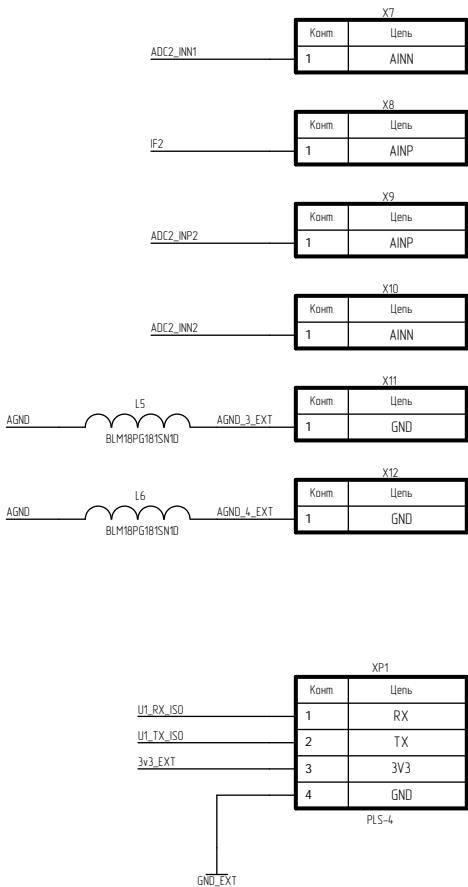 X7
Конт. Цепь
ADC2_INN1 1 AINN
X8
Конт. Цепь
IF2 1 AINP
X9
Конт. Цепь
ADC2_INP2 1 AINP
X10
Конт. Цепь
ADC2_INN2 1 AINN
X11
Конт. Цепь
AGND L5 AGND_3_EXT 1 GND
BLM18PG181SN1D
X12
Конт. Цепь
AGND L6 AGND_4_EXT 1 GND
BLM18PG181SN1D
XP1
Конт. Цепь
U1_RX_ISO 1 RX
U1_TX_ISO 2 TX
3v3_EXT 3 3V3
4 GND
PLS-4
GND_EXT